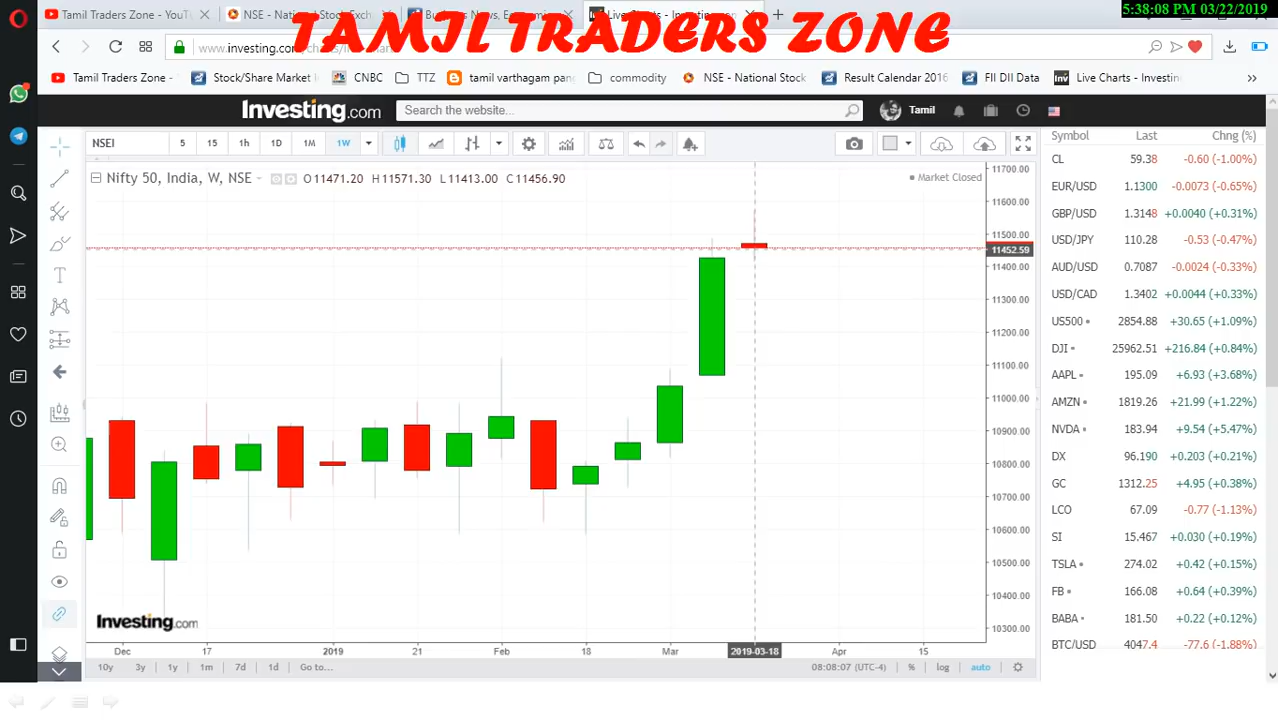 Tamil Traders Zone - YouT
NSE - National Stock Exch
5:38:08 PM 03/22/2019
TAMIL TRADERS ZONE
www.investing.com
Tamil Traders Zone -
Stock/Share Market
CNBC
TTZ
tamil varthagam pan
commodity
NSE - National Stock
Result Calendar 2016
FII DII Data
Live Charts - Investin
Investing.com
Search the website...
Tamil
NSEI
5
15
1h
1D
1M
1W
Symbol Last Chng (%)
Nifty 50, India, W, NSE
O 11471.20 H 11571.30 L 11413.00 C 11456.90
Market Closed
CL 59.38 -0.60 (-1.00%)
EUR/USD 1.1300 -0.0073 (-0.65%)
GBP/USD 1.3148 +0.0040 (+0.31%)
USD/JPY 110.28 -0.53 (-0.47%)
AUD/USD 0.7087 -0.0024 (-0.33%)
USD/CAD 1.3402 +0.0044 (+0.33%)
US500 2854.88 +30.65 (+1.09%)
DJI 25962.51 +216.84 (+0.84%)
AAPL 195.09 +6.93 (+3.68%)
AMZN 1819.26 +21.99 (+1.22%)
NVDA 183.94 +9.54 (+5.47%)
DX 96.190 +0.203 (+0.21%)
GC 1312.25 +4.95 (+0.38%)
LCO 67.09 -0.77 (-1.13%)
SI 15.467 +0.030 (+0.19%)
TSLA 274.02 +0.42 (+0.15%)
FB 166.08 +0.64 (+0.39%)
BABA 181.50 +0.22 (+0.12%)
BTC/USD 4047.4 -77.6 (-1.88%)
11700.00
11600.00
11500.00
11452.59
11400.00
11300.00
11200.00
11100.00
11000.00
10900.00
10800.00
10700.00
10600.00
10500.00
10400.00
10300.00
Investing.com
Dec 17 2019 21 Feb 18 Mar 2019-03-18 Apr 15
10y 3y 1y 1m 7d 1d Go to...
08:08:07 (UTC-4) % log auto